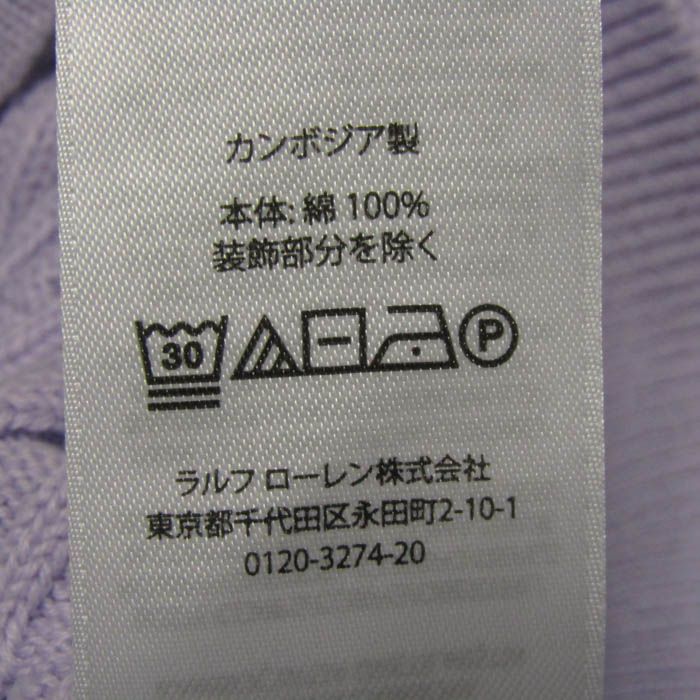 カンボジア製
本体: 綿 100%
装飾部分を除く
30 P
ラルフ ローレン株式会社
東京都千代田区永田町2-10-1
0120-3274-20